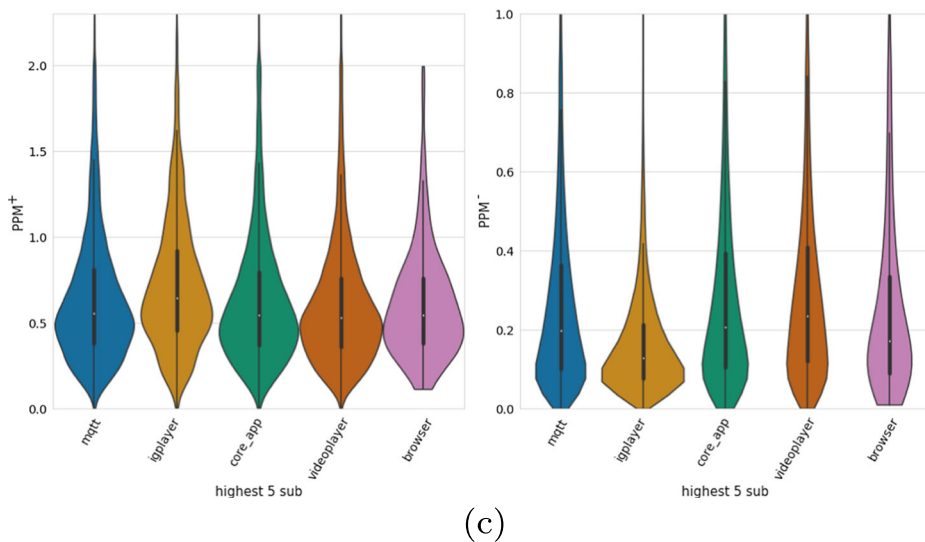 PPM+
2.0
1.5
1.0
0.5
0.0
mqtt
igplayer
core_app
videoplayer
browser
highest 5 sub
PPM-
1.0
0.8
0.6
0.4
0.2
0.0
mqtt
igplayer
core_app
videoplayer
browser
highest 5 sub
(c)